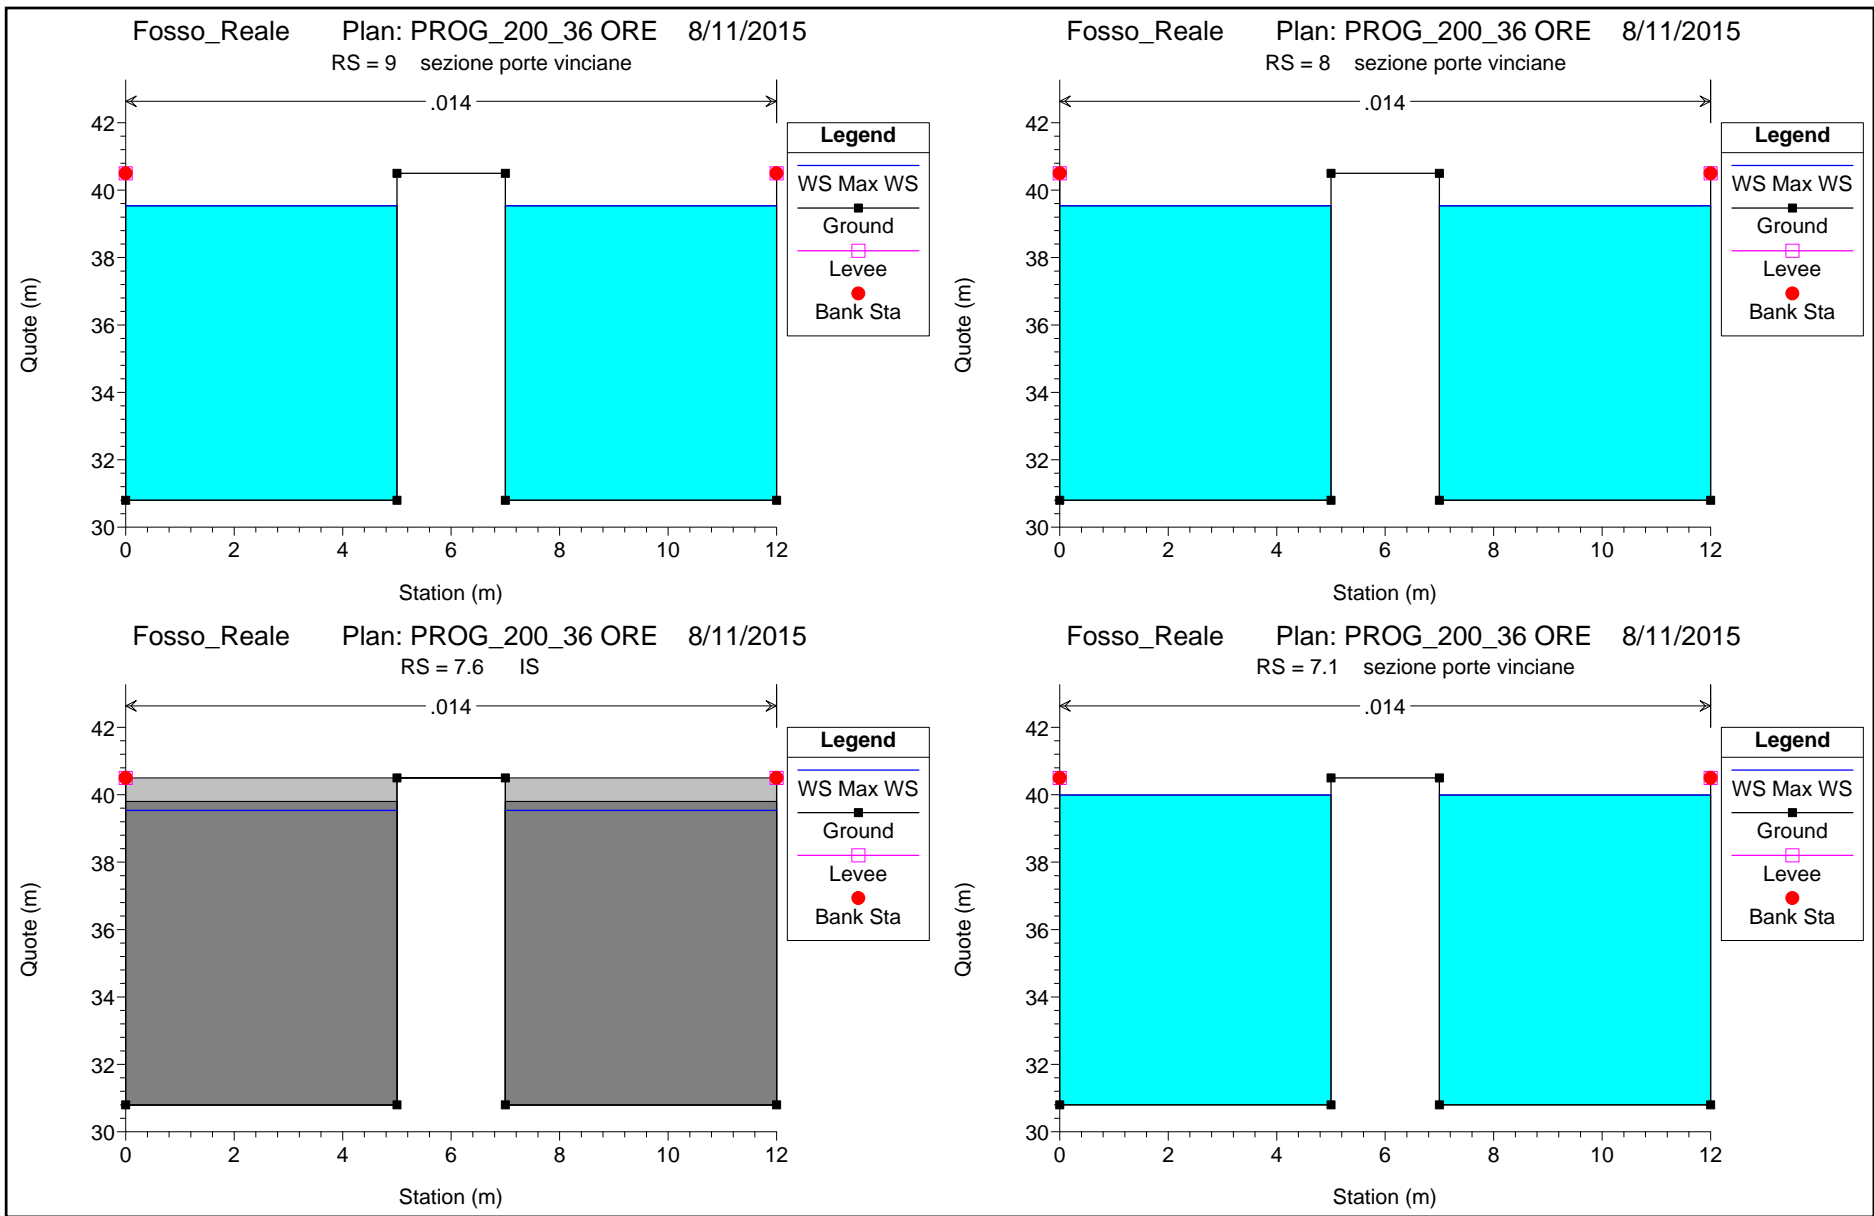 Fosso_Reale Plan: PROG_200_36 ORE 8/11/2015
RS = 9 sezione porte vinciane
.014
42
40
38
36
34
32
30
Quote (m)
0 2 4 6 8 10 12
Station (m)
Legend
WS Max WS
Ground
Levee
Bank Sta
Fosso_Reale Plan: PROG_200_36 ORE 8/11/2015
RS = 8 sezione porte vinciane
.014
42
40
38
36
34
32
30
Quote (m)
0 2 4 6 8 10 12
Station (m)
Legend
WS Max WS
Ground
Levee
Bank Sta
Fosso_Reale Plan: PROG_200_36 ORE 8/11/2015
RS = 7.6 IS
.014
42
40
38
36
34
32
30
Quote (m)
0 2 4 6 8 10 12
Station (m)
Legend
WS Max WS
Ground
Levee
Bank Sta
Fosso_Reale Plan: PROG_200_36 ORE 8/11/2015
RS = 7.1 sezione porte vinciane
.014
42
40
38
36
34
32
30
Quote (m)
0 2 4 6 8 10 12
Station (m)
Legend
WS Max WS
Ground
Levee
Bank Sta